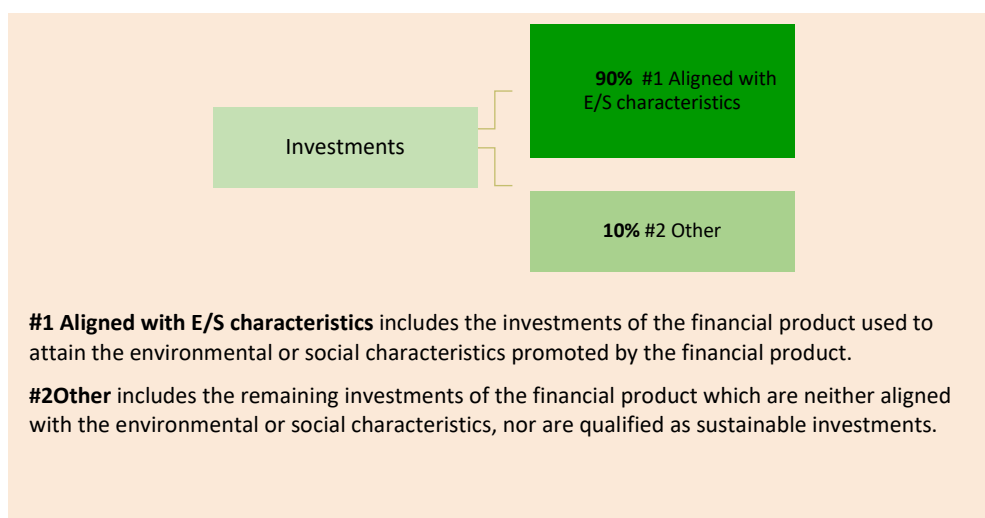 90% #1 Aligned with
E/S characteristics
Investments
10% #2 Other
#1 Aligned with E/S characteristics includes the investments of the financial product used to
attain the environmental or social characteristics promoted by the financial product.
#2Other includes the remaining investments of the financial product which are neither aligned
with the environmental or social characteristics, nor are qualified as sustainable investments.